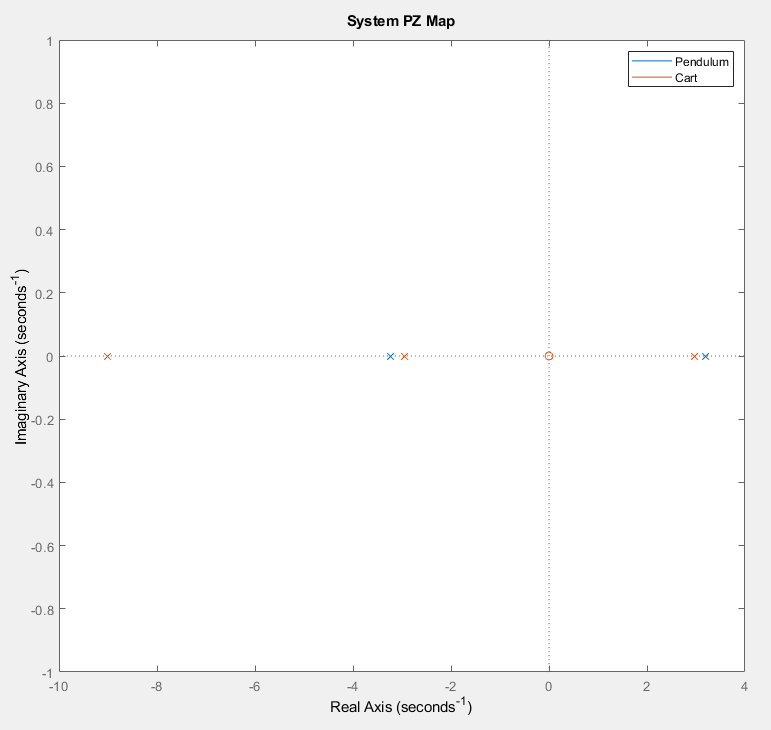 System PZ Map
Pendulum
Cart
Imaginary Axis (seconds⁻¹)
1
0.8
0.6
0.4
0.2
0
-0.2
-0.4
-0.6
-0.8
-1
-10 -8 -6 -4 -2 0 2 4
Real Axis (seconds⁻¹)